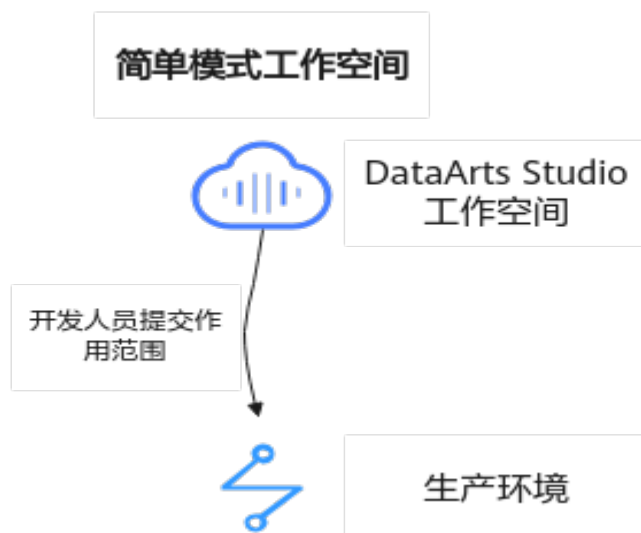 简单模式工作空间
DataArts Studio
工作空间
开发人员提交作
用范围
生产环境